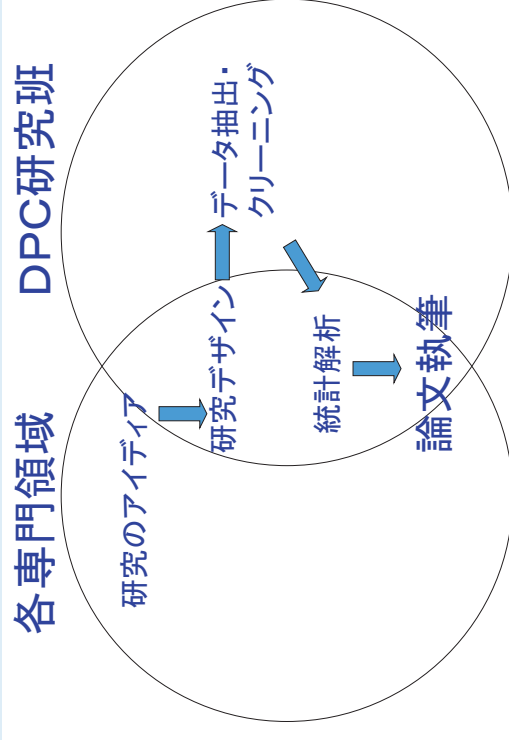 各専門領域
DPC研究班
研究のアイディア
研究デザイン
データ抽出・
クリーニング
統計解析
論文執筆